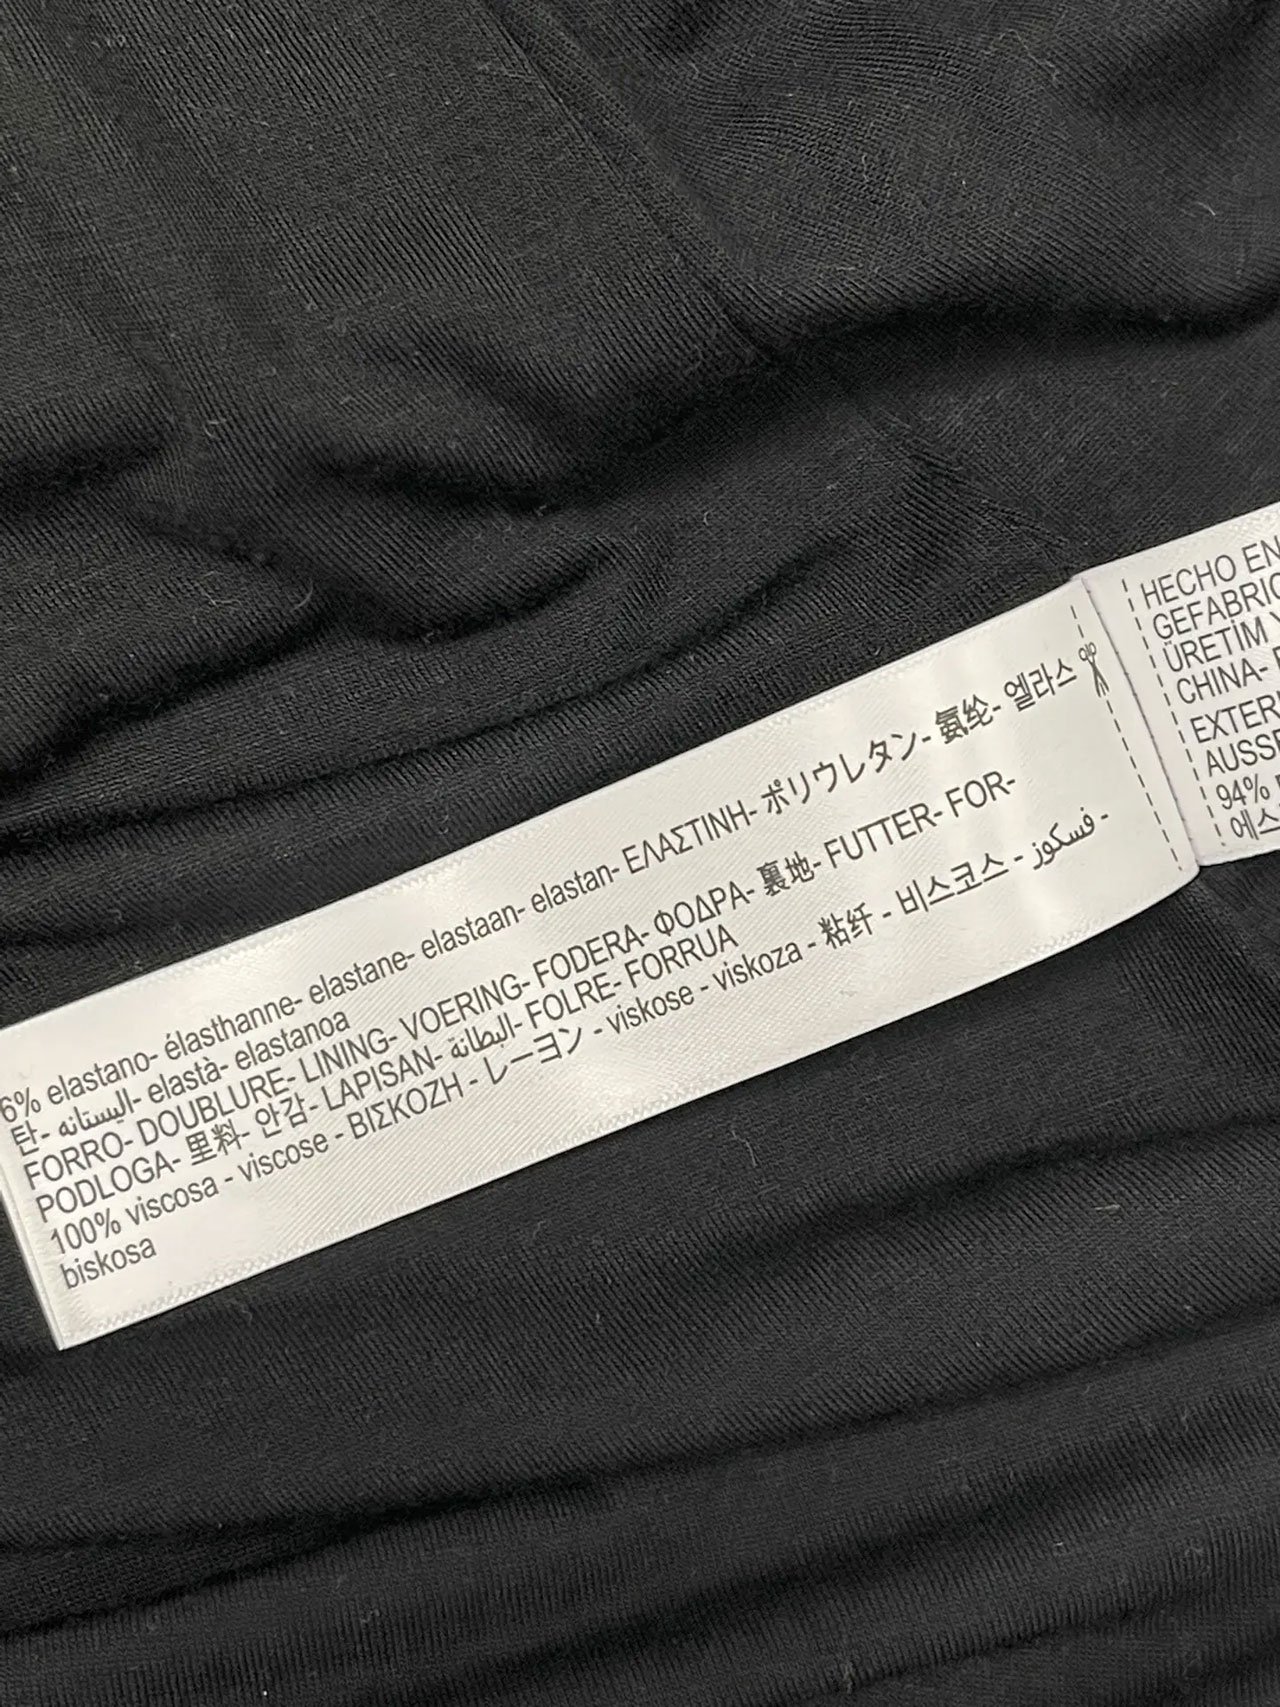 6% elastano- élasthanne- elastane- elastaan- elastan- ΕΛΑΣΤΙΝΗ- ポリウレタン- 氨纶- 엘라스
탄- اليستانه- elastà- elastanoa
FORRO- DOUBLURE- LINING- VOERING- FODERA- ΦΟΔΡΑ- 裏地- FUTTER- FOR-
PODLOGA- 里料- 안감- LAPISAN- البطانة- FOLRE- FORRUA
100% viscosa - viscose - ΒΙΣΚΟΖΗ - レーヨン - viskose - viskoza - 粘纤 - 비스코스 - فسكوز -
biskosa
HECHO EN
GEFABRIC
ÜRETİM Y
CHINA-
EXTER
AUSSE
94%
에스